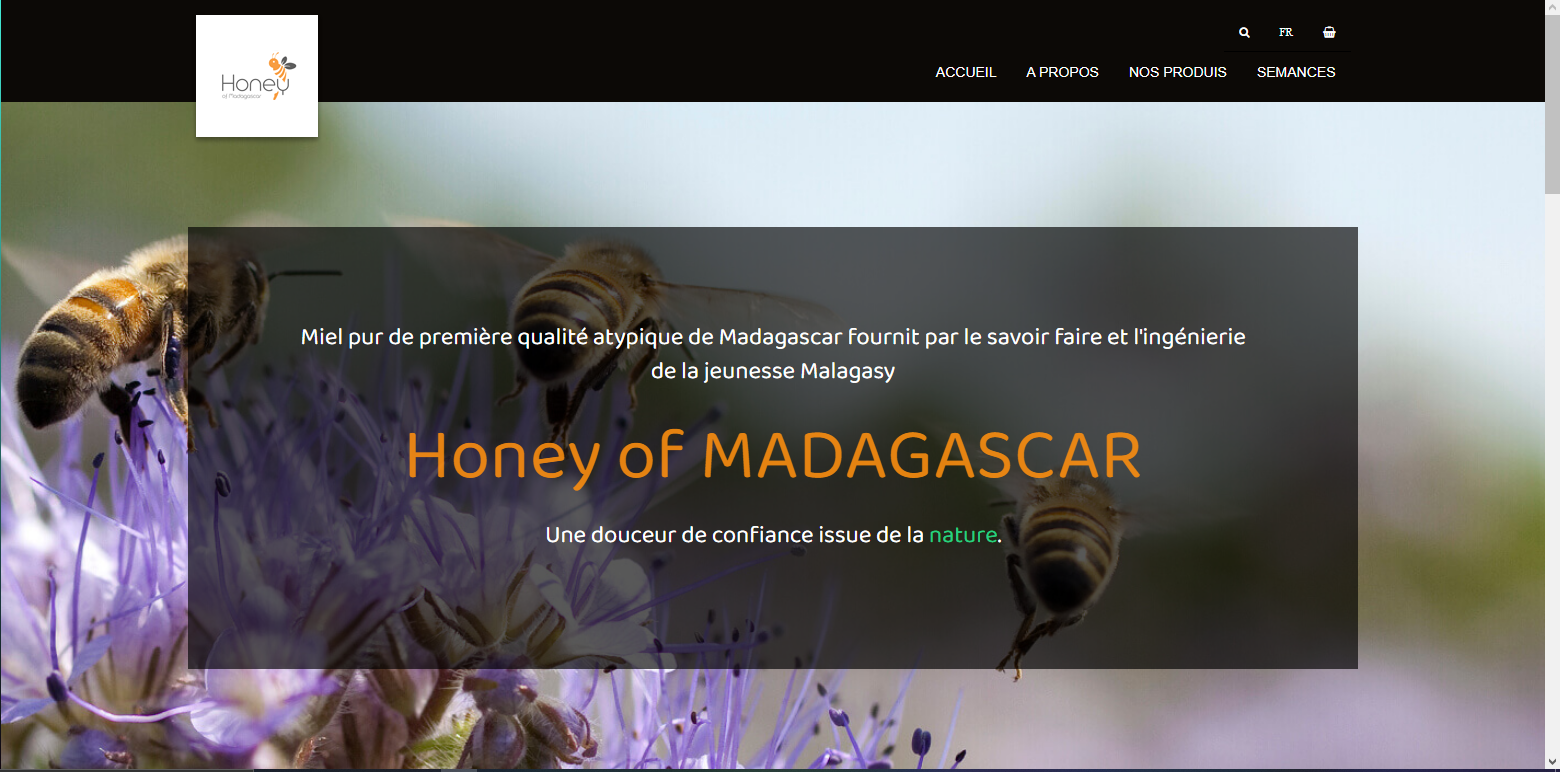 FR
Honey
of Madagascar
ACCUEIL A PROPOS NOS PRODUIS SEMANCES
Miel pur de première qualité atypique de Madagascar fournit par le savoir faire et l'ingénierie
de la jeunesse Malagasy
Honey of MADAGASCAR
Une douceur de confiance issue de la nature.